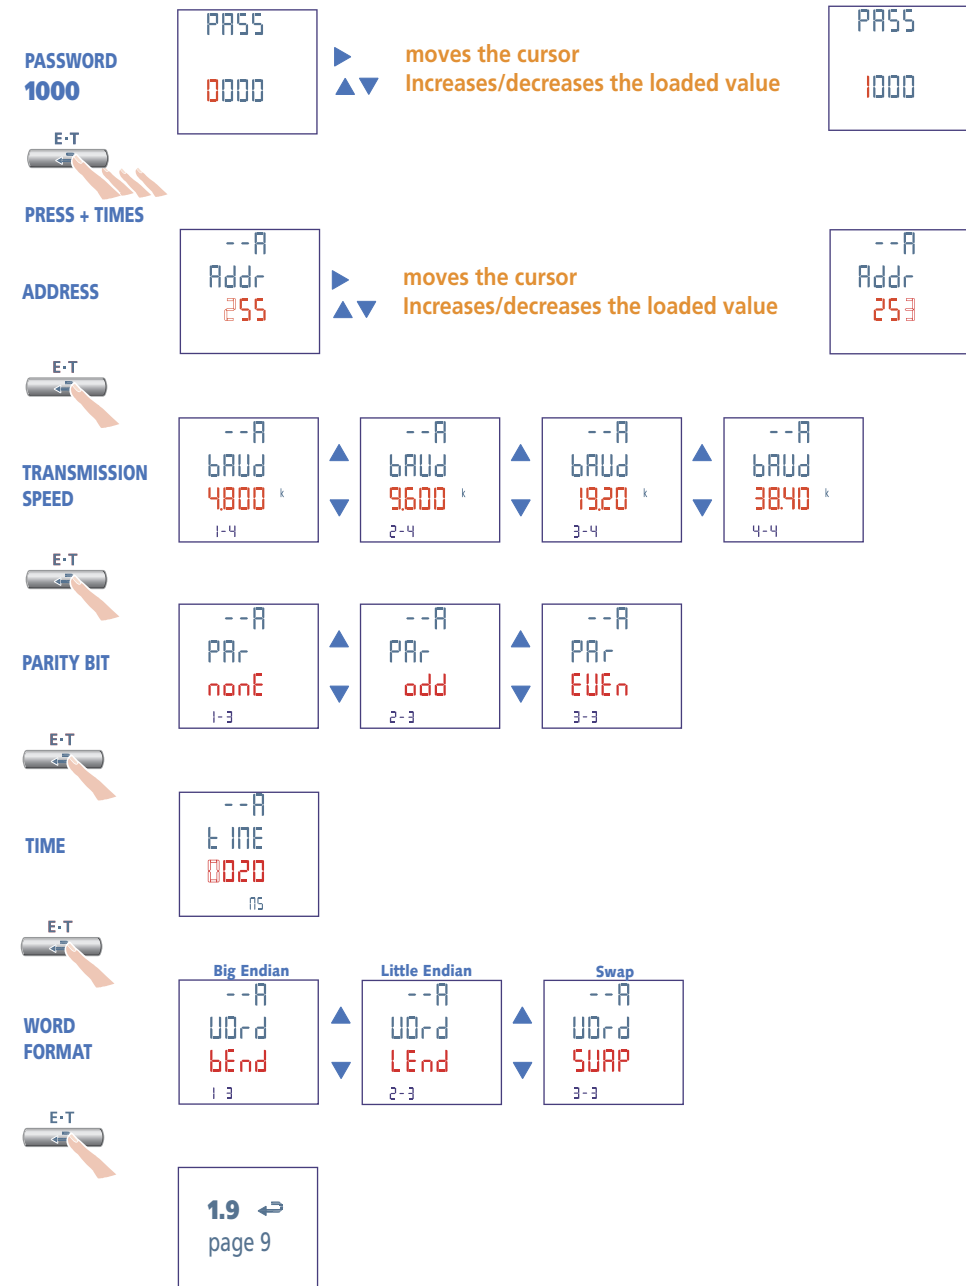 PASS
PASS
PASSWORD
moves the cursor
1000
Increases/decreases the loaded value
0000
1000
E·T
PRESS + TIMES
--A
--A
ADDRESS
Addr
moves the cursor
Addr
255
Increases/decreases the loaded value
253
E·T
--A
--A
--A
--A
TRANSMISSION
SPEED
bAUd
bAUd
bAUd
bAUd
4.800 k
9.600 k
19.20 k
38.40 k
1-4
2-4
3-4
4-4
E·T
--A
--A
--A
PARITY BIT
PAr
PAr
PAr
nonE
odd
EUEn
1-3
2-3
3-3
E·T
--A
TIME
tIME
0020
MS
E·T
Big Endian
Little Endian
Swap
--A
--A
--A
WORD
FORMAT
UOrd
UOrd
UOrd
bEnd
LEnd
SUAP
1 3
2-3
3-3
E·T
1.9
page 9